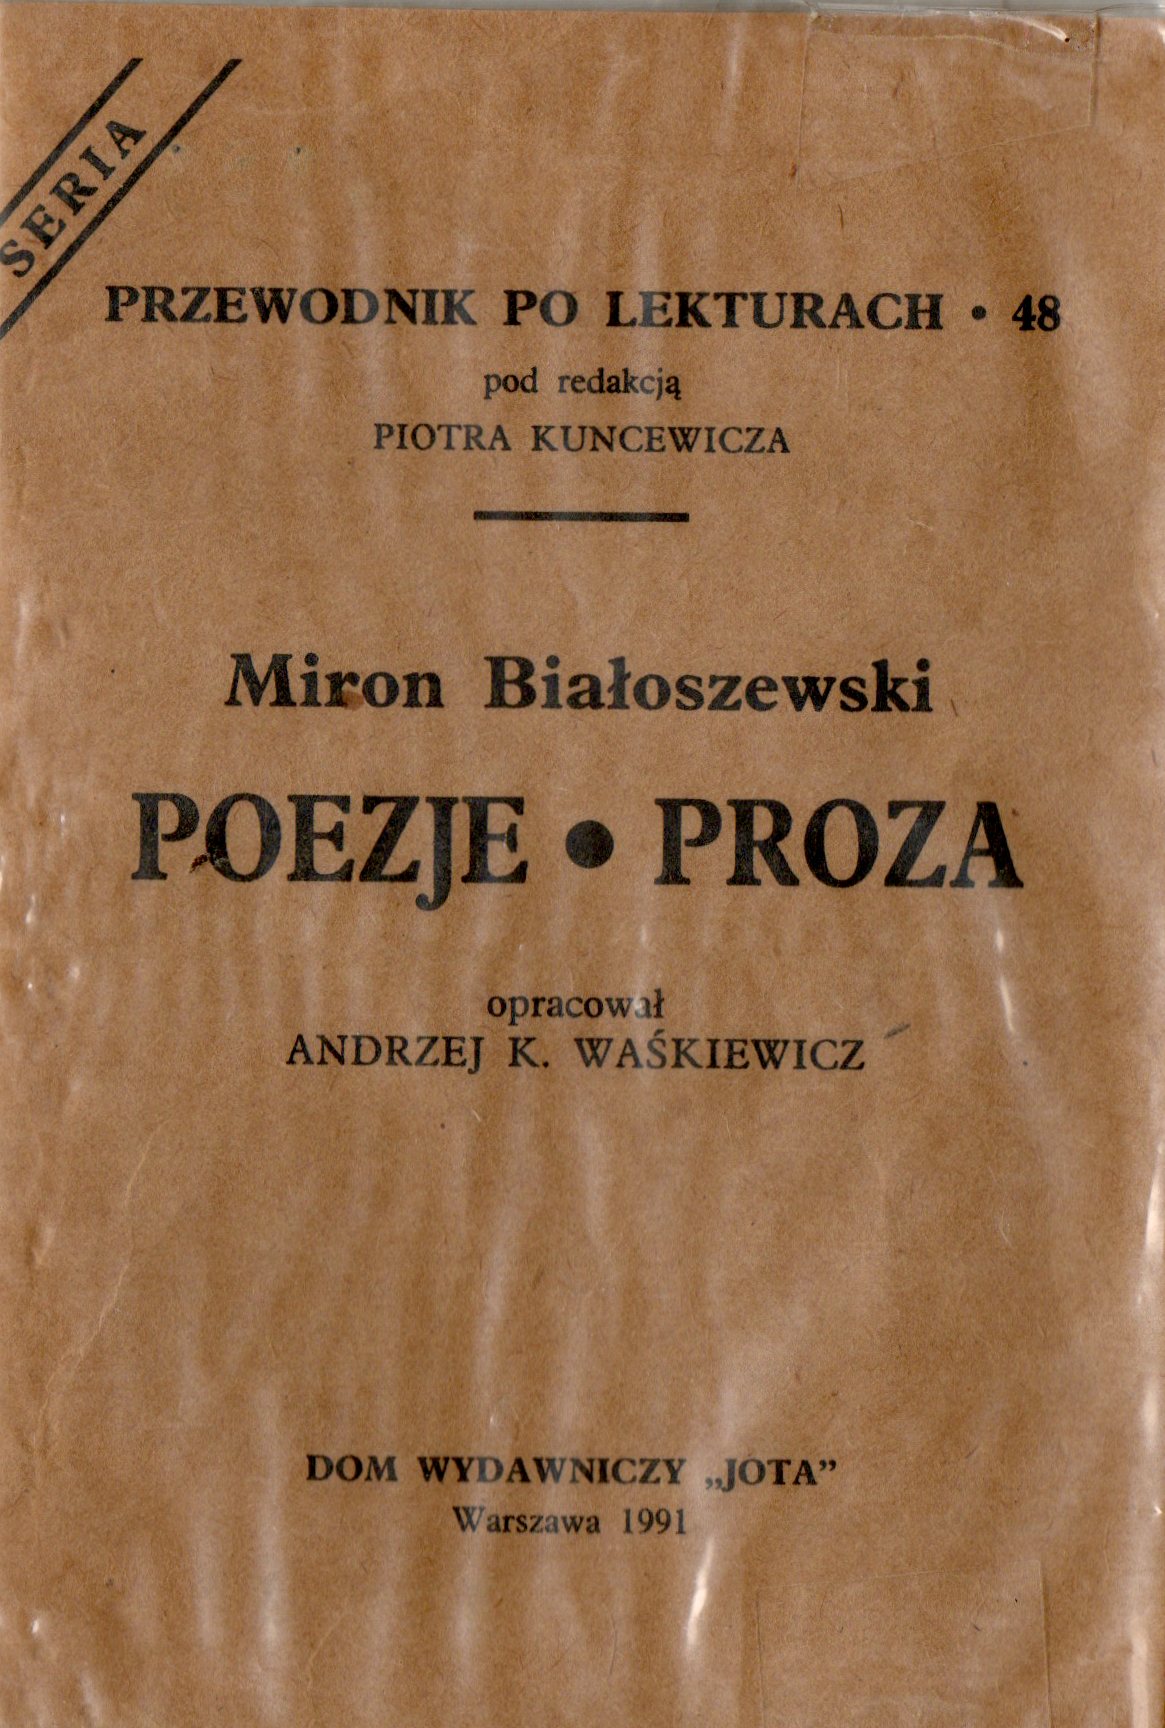 SERIA
PRZEWODNIK PO LEKTURACH • 48
pod redakcją
PIOTRA KUNCEWICZA
Miron Białoszewski
POEZJE • PROZA
opracował
ANDRZEJ K. WAŚKIEWICZ
DOM WYDAWNICZY „JOTA”
Warszawa 1991